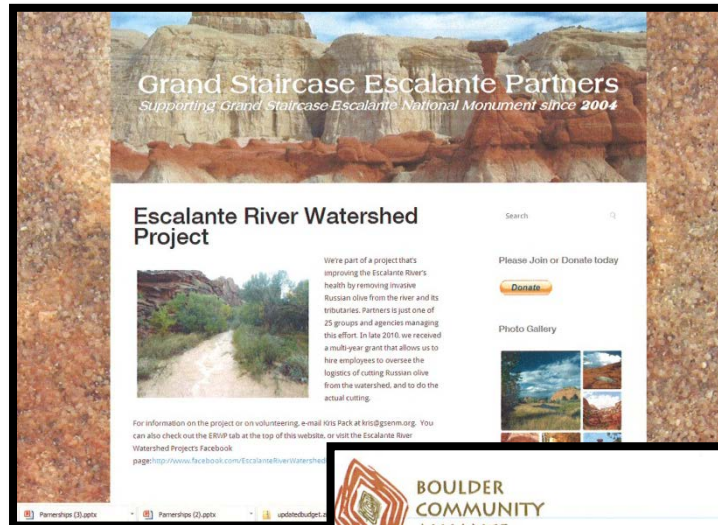 Grand Staircase Escalante Partners
Supporting Grand Staircase Escalante National Monument since 2004
Escalante River Watershed
Project
Search
We're part of a project that's
improving the Escalante River's
health by removing invasive
Russian olive from the river and its
tributaries. Partners is just one of
25 groups and agencies managing
this effort. In late 2010, we received
a multi-year grant that allows us to
hire employees to oversee the
logistics of cutting Russian olive
from the watershed, and to do the
actual cutting.
Please Join or Donate today
Donate
Photo Gallery
For information on the project or on volunteering, e-mail Kris Pack at kris@gsenm.org. You
can also check out the ERWP tab at the top of this website, or visit the Escalante River
Watershed Project's Facebook
page:http://www.facebook.com/EscalanteRiverWatershed
Parnerships (3).pptx
Parnerships (2).pptx
updatedbudget.
BOULDER
COMMUNITY